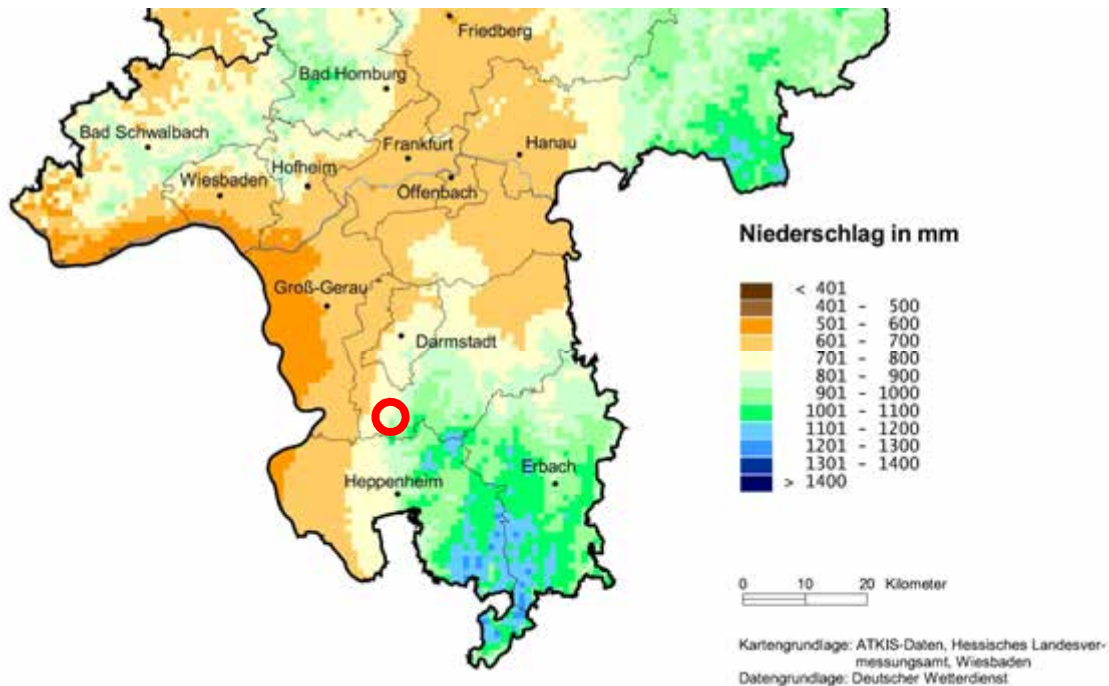 Friedberg
Bad Homburg
Bad Schwalbach
Frankfurt
Hanau
Hofheim
Wiesbaden
Offenbach
Niederschlag in mm
Groß-Gerau
< 401
401 - 500
501 - 600
601 - 700
Darmstadt
701 - 800
801 - 900
901 - 1000
1001 - 1100
1101 - 1200
1201 - 1300
1301 - 1400
> 1400
Erbach
Heppenheim
0 10 20 Kilometer
Kartengrundlage: ATKIS-Daten, Hessisches Landesver-
messungsamt, Wiesbaden
Datengrundlage: Deutscher Wetterdienst